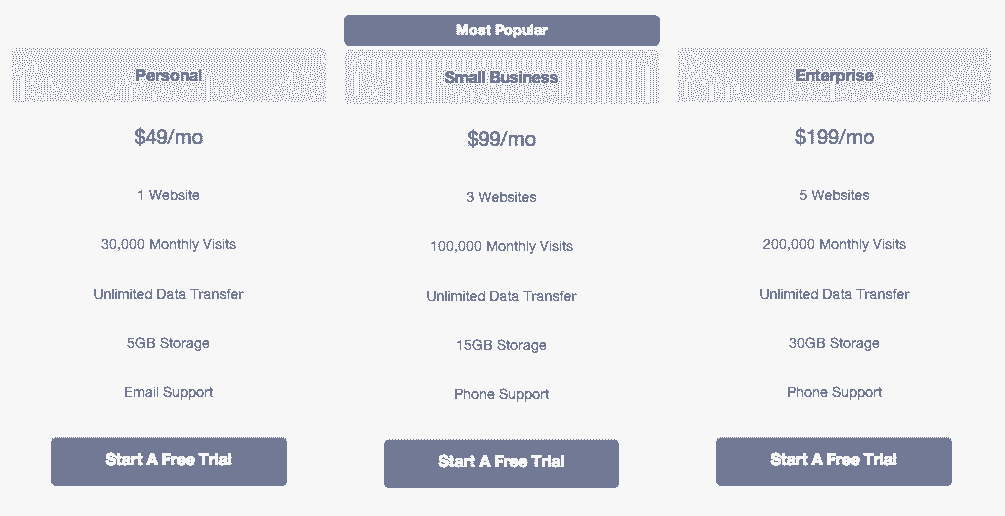 Most Popular
Personal
$49/mo
1 Website
30,000 Monthly Visits
Unlimited Data Transfer
5GB Storage
Email Support
Start A Free Trial
Small Business
$99/mo
3 Websites
100,000 Monthly Visits
Unlimited Data Transfer
15GB Storage
Phone Support
Start A Free Trial
Enterprise
$199/mo
5 Websites
200,000 Monthly Visits
Unlimited Data Transfer
30GB Storage
Phone Support
Start A Free Trial